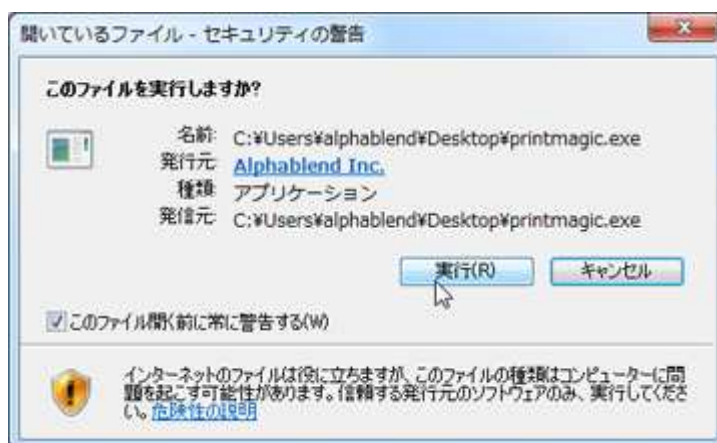 開いているファイル - セキュリティの警告
このファイルを実行しますか?
名前: C:¥Users¥alphablend¥Desktop¥printmagic.exe
発行元: Alphablend Inc.
種類: アプリケーション
発信元: C:¥Users¥alphablend¥Desktop¥printmagic.exe
実行(R) キャンセル
このファイル開く前に常に警告する(W)
インターネットのファイルは役に立ちますが、このファイルの種類はコンピューターに問
題を起こす可能性があります。信頼する発行元のソフトウェアのみ、実行してくださ
い。危険性の説明